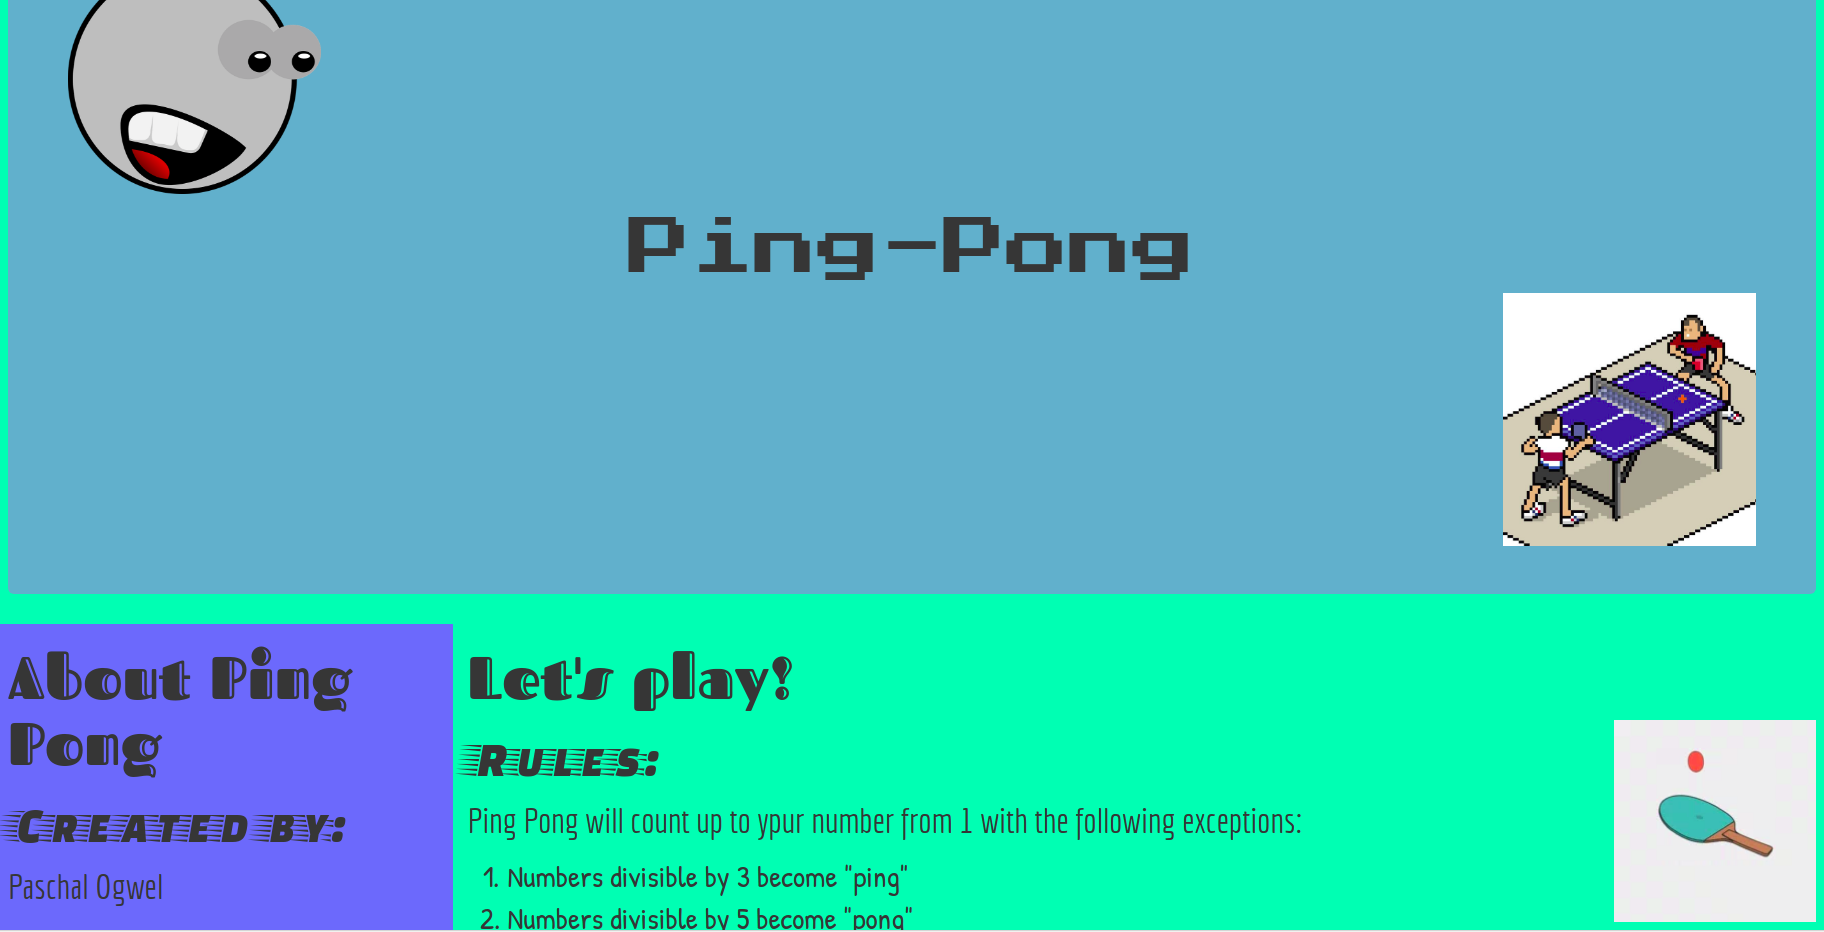 Ping-Pong
About Ping
Pong
Created by:
Paschal Ogwel
Let's play!
Rules:
Ping Pong will count up to ypur number from 1 with the following exceptions:
1. Numbers divisible by 3 become "ping"
2. Numbers divisible by 5 become "pong"